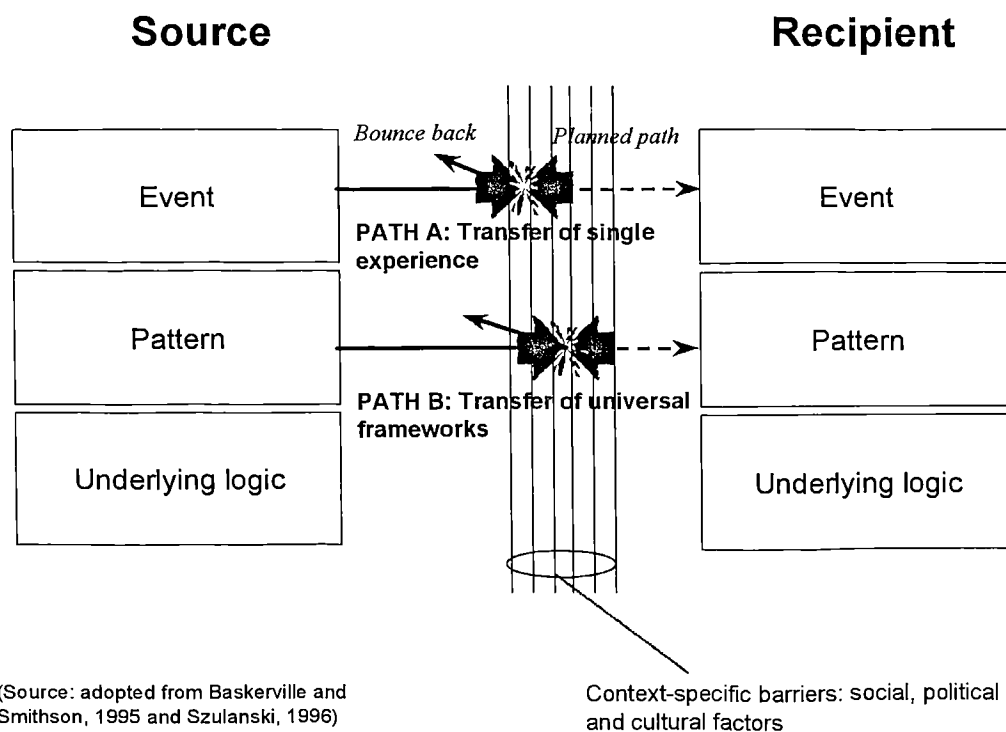 Source
Recipient
Bounce back
Planned path
Event
Event
PATH A: Transfer of single
experience
Pattern
Pattern
PATH B: Transfer of universal
frameworks
Underlying logic
Underlying logic
(Source: adopted from Baskerville and
Smithson, 1995 and Szulanski, 1996)
Context-specific barriers: social, political
and cultural factors